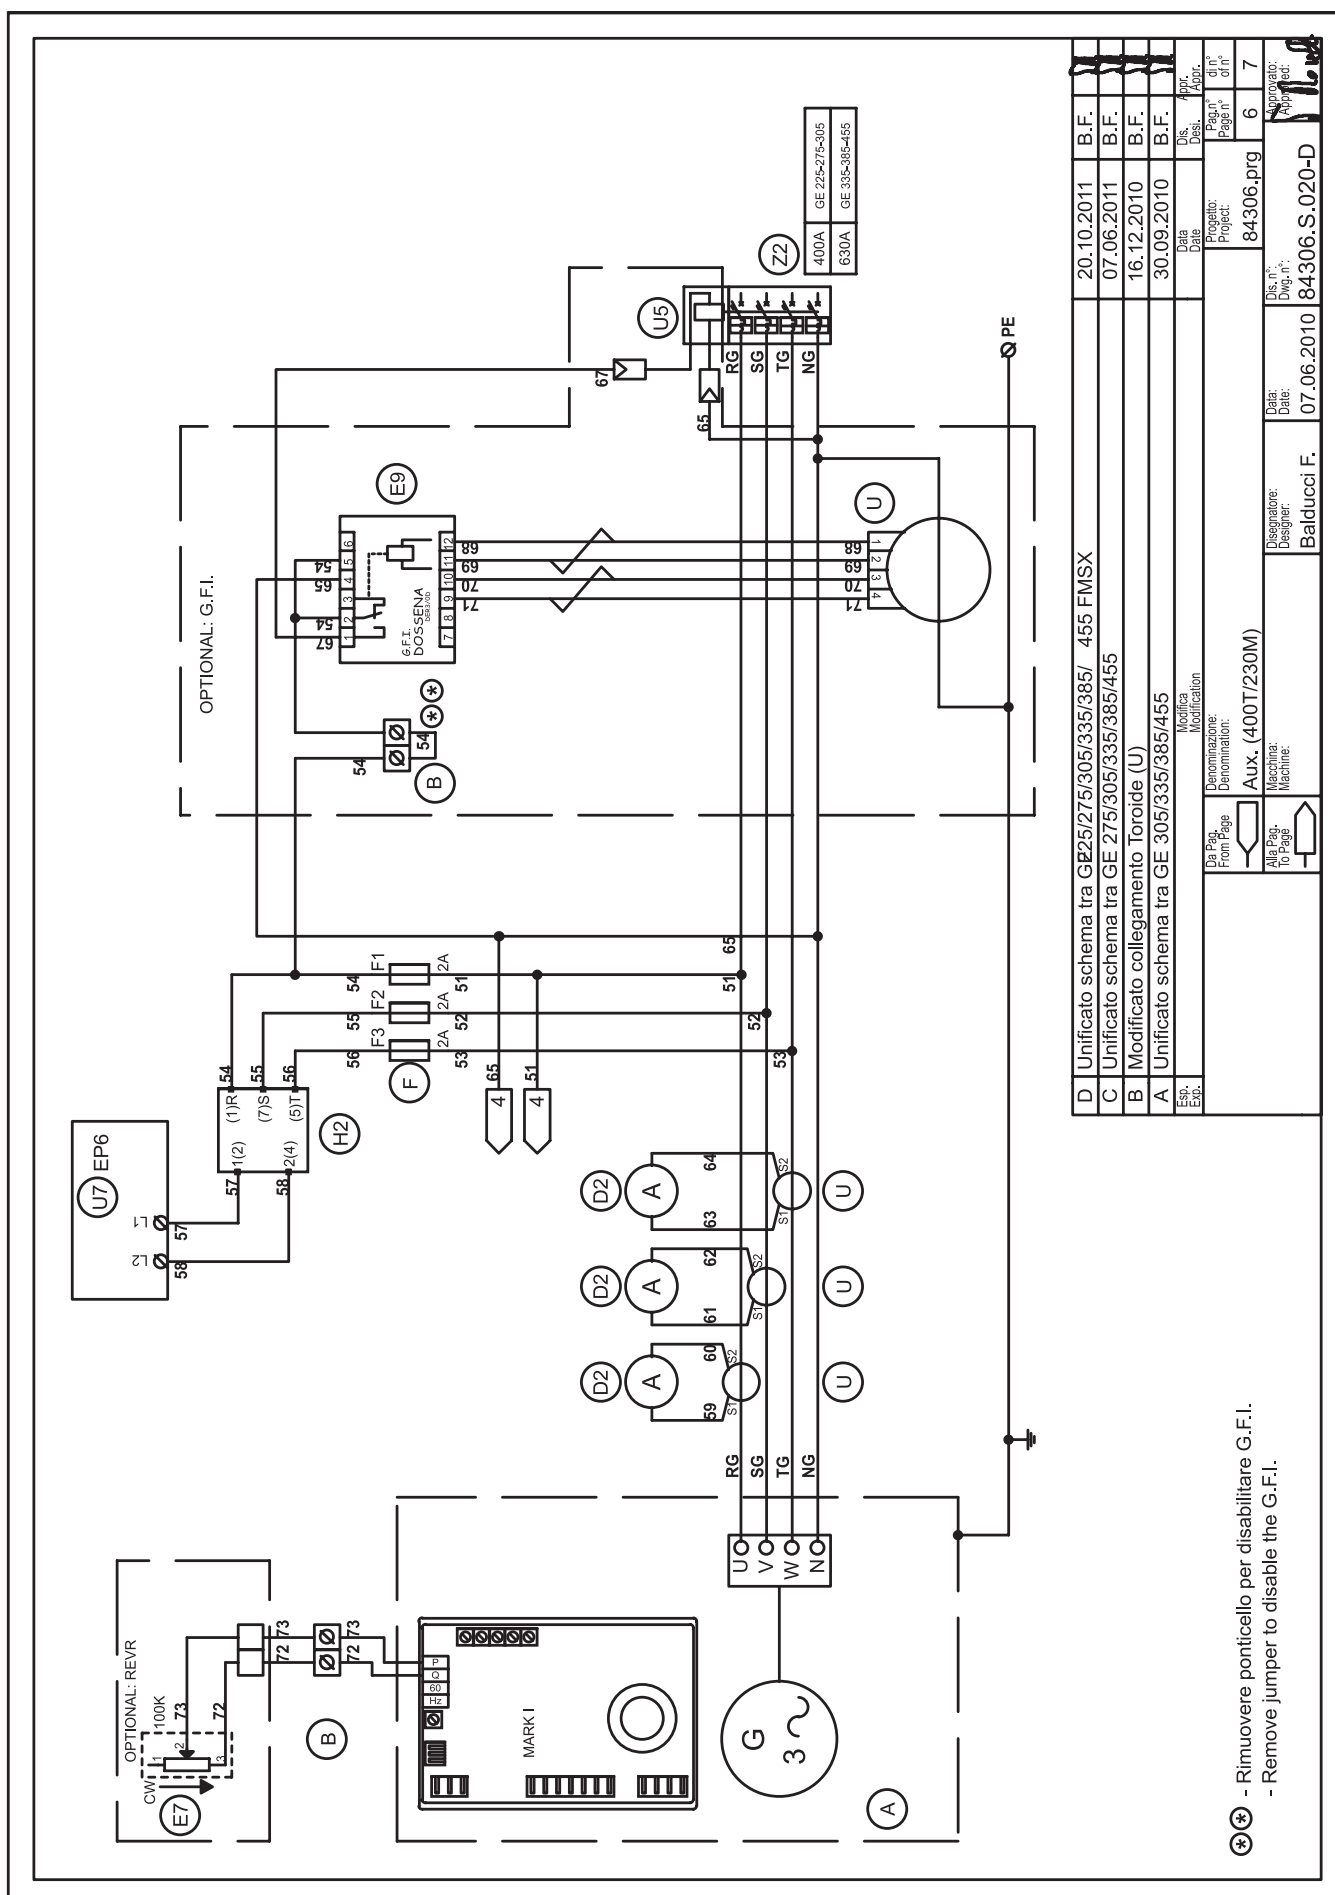 OPTIONAL: REVR
100K
CW
1
2
3
E7
73
72
73
72
73
72
B
P
Q
60
Hz
MARK I
G
3
A
U
V
W
N
RG
SG
TG
NG
U7 EP6
L1
L2
57
58
57
58
1(2)
2(4)
(1)R
(7)S
(5)T
54
55
56
H2
D2
A
59
60
S1
S2
U
D2
A
61
62
S1
S2
U
D2
A
63
64
S1
S2
U
F
56
F3
2A
53
55
F2
2A
52
54
F1
2A
51
65
4
51
4
53
52
51
65
OPTIONAL: G.F.I.
54
54
B
67
54
65
54
1
2
3
4
5
6
G.F.I.
DOSSENA
DER3/0D
7
8
9
10
11
12
E9
71
70
69
68
71
70
69
68
4
3
2
1
U
67
65
U5
RG
SG
TG
NG
Z2
400A GE 225-275-305
630A GE 335-385-455
PE
- Rimuovere ponticello per disabilitare G.F.I.
- Remove jumper to disable the G.F.I.
D Unificato schema tra GE225/275/305/335/385/ 455 FMSX 20.10.2011 B.F.
C Unificato schema tra GE 275/305/335/385/455 07.06.2011 B.F.
B Modificato collegamento Toroide (U) 16.12.2010 B.F.
A Unificato schema tra GE 305/335/385/455 30.09.2010 B.F.
Esp. Modifica Data Dis. Appr.
Exp. Modification Date Desi. Appr.
Da Pag. Denominazione: Progetto: Pag.n° di n°
From Page Denomination: Project: Page n° of n°
Aux. (400T/230M) 84306.prg 6 7
Alla Pag. Macchina: Disegnatore: Data: Dis. n°: Approvato:
To Page Machine: Designer: Date: Dwg. n°: Approved:
Balducci F. 07.06.2010 84306.S.020-D